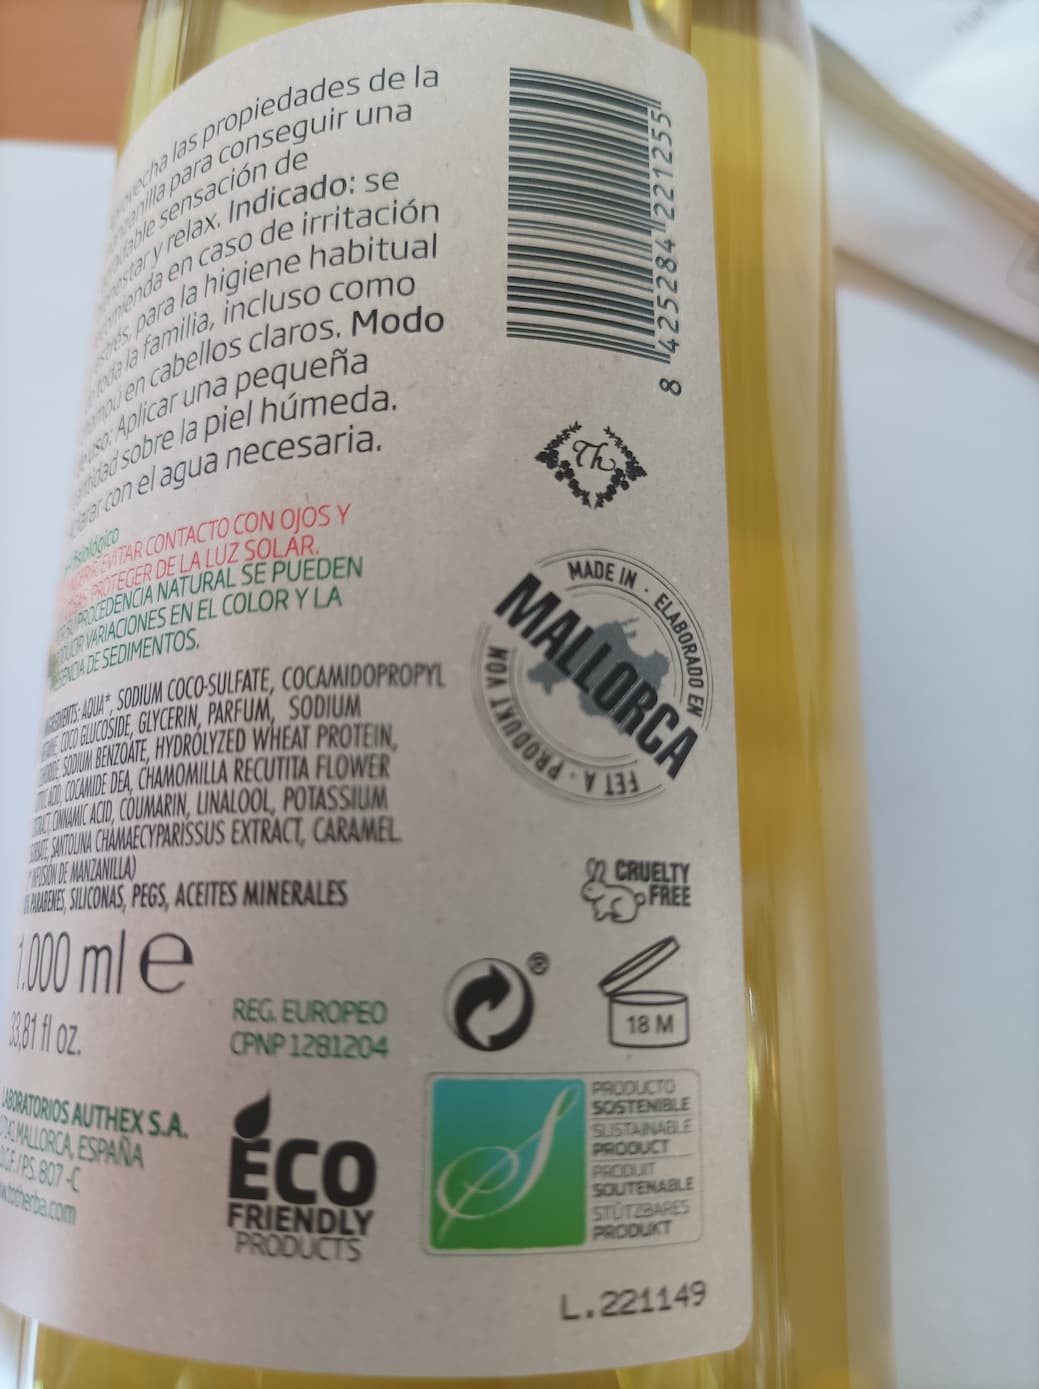 las propiedades de la
para conseguir una
sensación de
y relax. Indicado: se
en caso de irritación
para la higiene habitual
toda la familia, incluso como
en cabellos claros. Modo
uso: Aplicar una pequeña
sobre la piel húmeda.
con el agua necesaria.
EVITAR CONTACTO CON OJOS Y
PROTEGER DE LA LUZ SOLAR.
PROCEDENCIA NATURAL SE PUEDEN
VARIACIONES EN EL COLOR Y LA
DE SEDIMENTOS.
INGREDIENTS: AQUA*, SODIUM COCO-SULFATE, COCAMIDOPROPYL
COCO GLUCOSIDE, GLYCERIN, PARFUM, SODIUM
SODIUM BENZOATE, HYDROLYZED WHEAT PROTEIN,
COCAMIDE DEA, CHAMOMILLA RECUTITA FLOWER
CINNAMIC ACID, COUMARIN, LINALOOL, POTASSIUM
SANTOLINA CHAMAECYPARISSUS EXTRACT, CARAMEL.
DE MANZANILLA)
PARABENES, SILICONAS, PEGS, ACEITES MINERALES
1.000 ml e
33,81 fl oz.
REG. EUROPEO
CPNP 1281204
LABORATORIOS AUTHEX S.A.
MALLORCA, ESPAÑA
807-C
ECO
FRIENDLY
PRODUCTS
8 425284 221255
Th
MADE IN · ELABORADO EN
MALLORCA
FET A · PRODUKT VON
CRUELTY
FREE
®
18 M
PRODUCTO
SOSTENIBLE
SUSTAINABLE
PRODUCT
PRODUIT
SOUTENABLE
STÜTZBARES
PRODUKT
L.221149